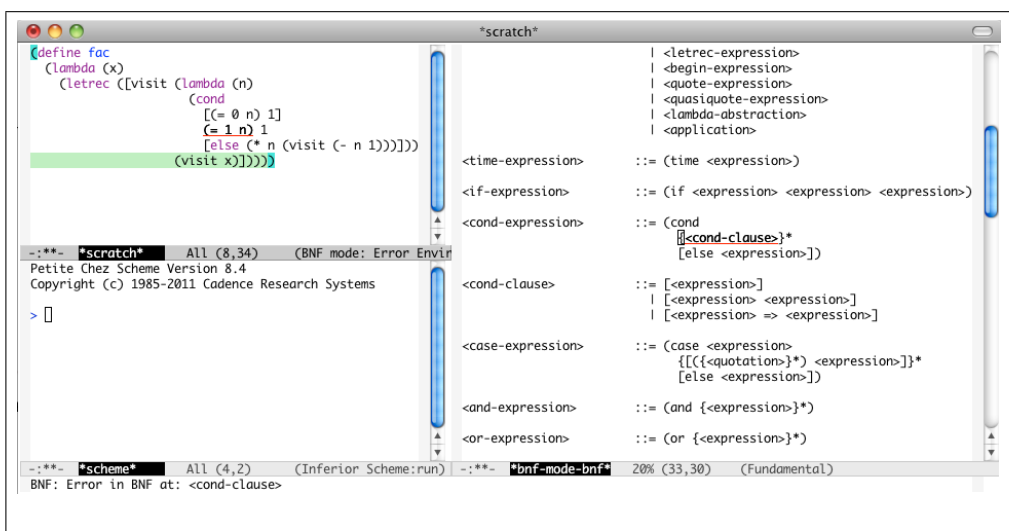 *scratch*
(define fac
(lambda (x)
(letrec ([visit (lambda (n)
(cond
[(= 0 n) 1]
(= 1 n) 1
[else (* n (visit (- n 1)))]))
(visit x)]))))
-:**- *scratch* All (8,34) (BNF mode: Error Envir
Petite Chez Scheme Version 8.4
Copyright (c) 1985-2011 Cadence Research Systems
>
-:**- *scheme* All (4,2) (Inferior Scheme:run)
| <letrec-expression>
| <begin-expression>
| <quote-expression>
| <quasiquote-expression>
| <lambda-abstraction>
| <application>
<time-expression> ::= (time <expression>)
<if-expression> ::= (if <expression> <expression> <expression>)
<cond-expression> ::= (cond
{<cond-clause>}*
[else <expression>])
<cond-clause> ::= [<expression>]
| [<expression> <expression>]
| [<expression> => <expression>]
<case-expression> ::= (case <expression>
{[({<quotation>}*) <expression>]}*
[else <expression>])
<and-expression> ::= (and {<expression>}*)
<or-expression> ::= (or {<expression>}*)
-:**- *bnf-mode-bnf* 20% (33,30) (Fundamental)
BNF: Error in BNF at: <cond-clause>